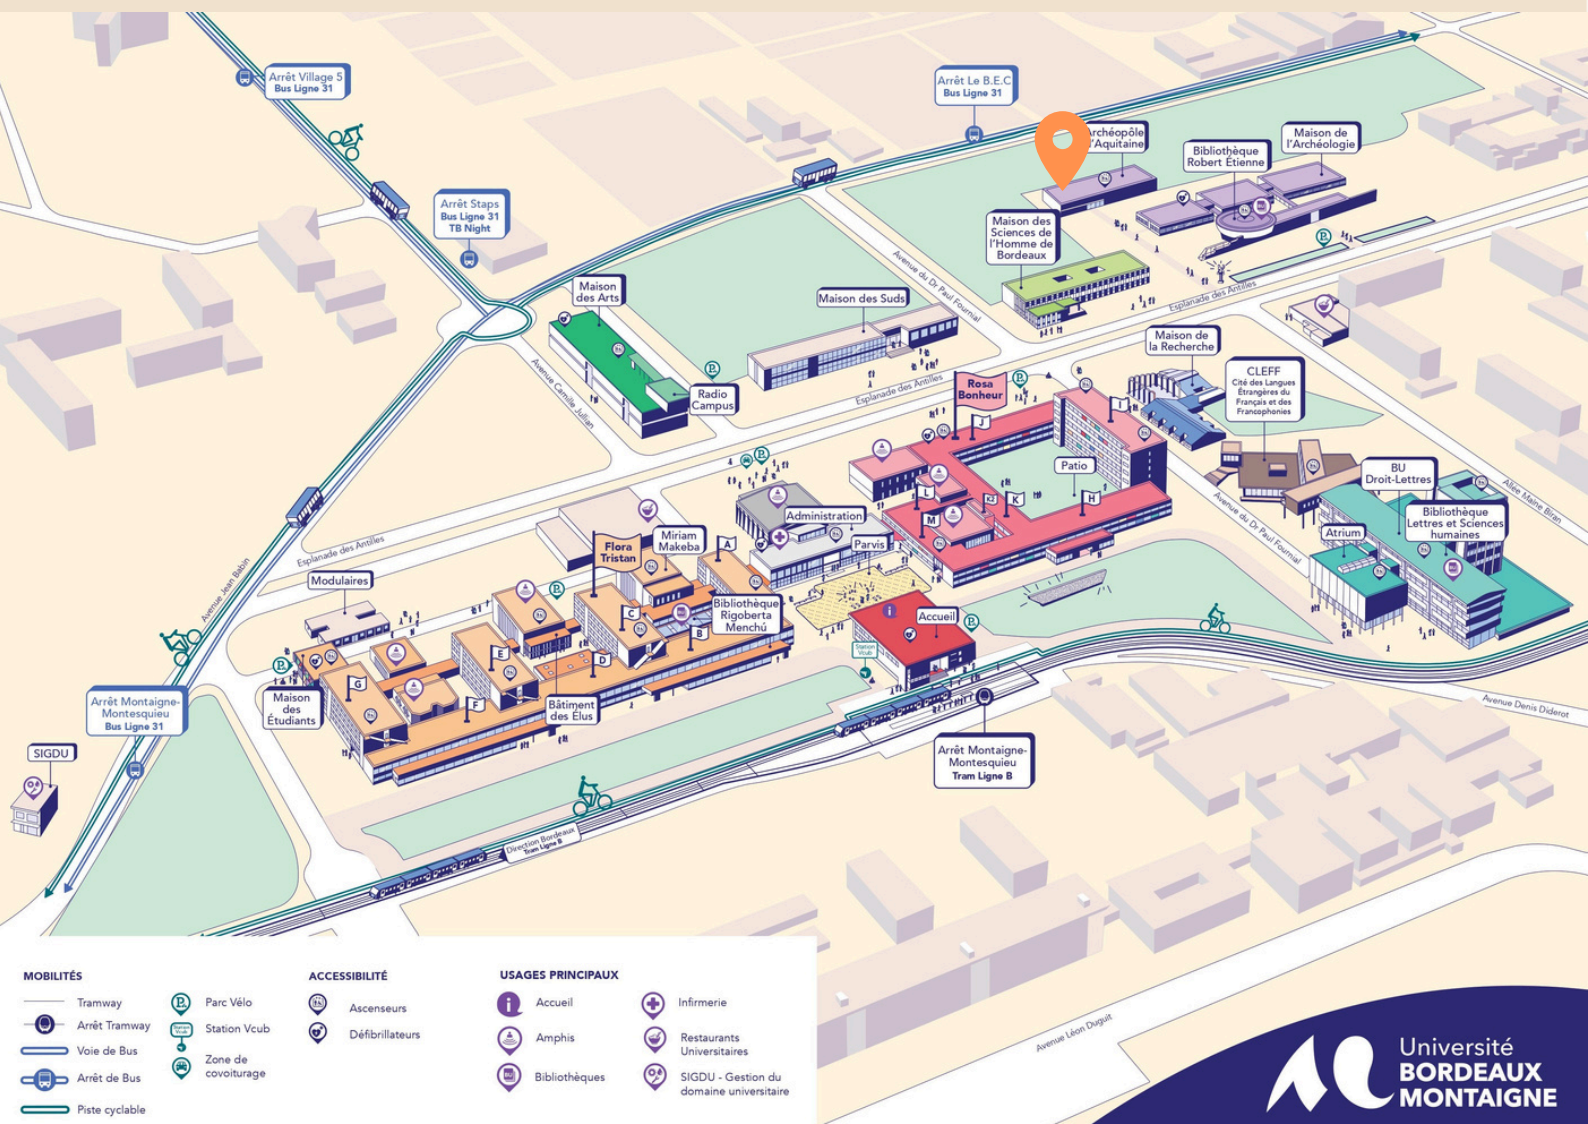 Arrêt Village 5
Bus Ligne 31
Arrêt Le B.E.C
Bus Ligne 31
Archéopôle
d'Aquitaine
Bibliothèque
Robert Étienne
Maison de
l'Archéologie
Arrêt Staps
Bus Ligne 31
TB Night
Maison des
Sciences de
l'Homme de
Bordeaux
Maison
des Arts
Maison des Suds
Avenue du Dr Paul Fournial
Esplanade des Antilles
Maison de
la Recherche
CLEFF
Cité des Langues
Étrangères du
Français et des
Francophonies
Avenue Camille Jullian
Radio
Campus
Esplanade des Antilles
Rosa
Bonheur
J
I
Patio
L
K2
K
H
M
BU
Droit-Lettres
Bibliothèque
Lettres et Sciences
humaines
Allée Maine Biran
Avenue du Dr Paul Fournial
Atrium
Administration
Parvis
Esplanade des Antilles
Miriam
Makeba
Flora
Tristan
A
Modulaires
Avenue Jean Babin
Bibliothèque
Rigoberta
Menchú
C
B
E
D
G
F
Accueil
Station
Vcub
Maison
des
Étudiants
Bâtiment
des Élus
Arrêt Montaigne-
Montesquieu
Bus Ligne 31
SIGDU
Arrêt Montaigne-
Montesquieu
Tram Ligne B
Avenue Denis Diderot
Direction Bordeaux
Tram Ligne B
Avenue Léon Duguit
MOBILITÉS
Tramway
Arrêt Tramway
Voie de Bus
Arrêt de Bus
Piste cyclable
Parc Vélo
Station Vcub
Zone de
covoiturage
ACCESSIBILITÉ
Ascenseurs
Défibrillateurs
USAGES PRINCIPAUX
Accueil
Amphis
Bibliothèques
Infirmerie
Restaurants
Universitaires
SIGDU - Gestion du
domaine universitaire
Université
BORDEAUX
MONTAIGNE